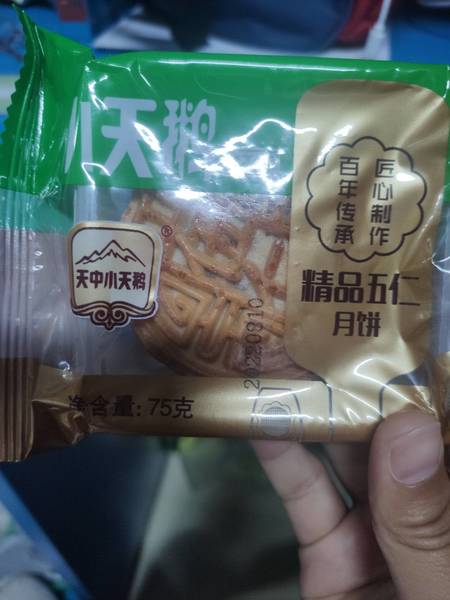 小天鹅
匠心制作
百年传承
天中小天鹅
®
精品五仁
月饼
20220810
净含量: 75克